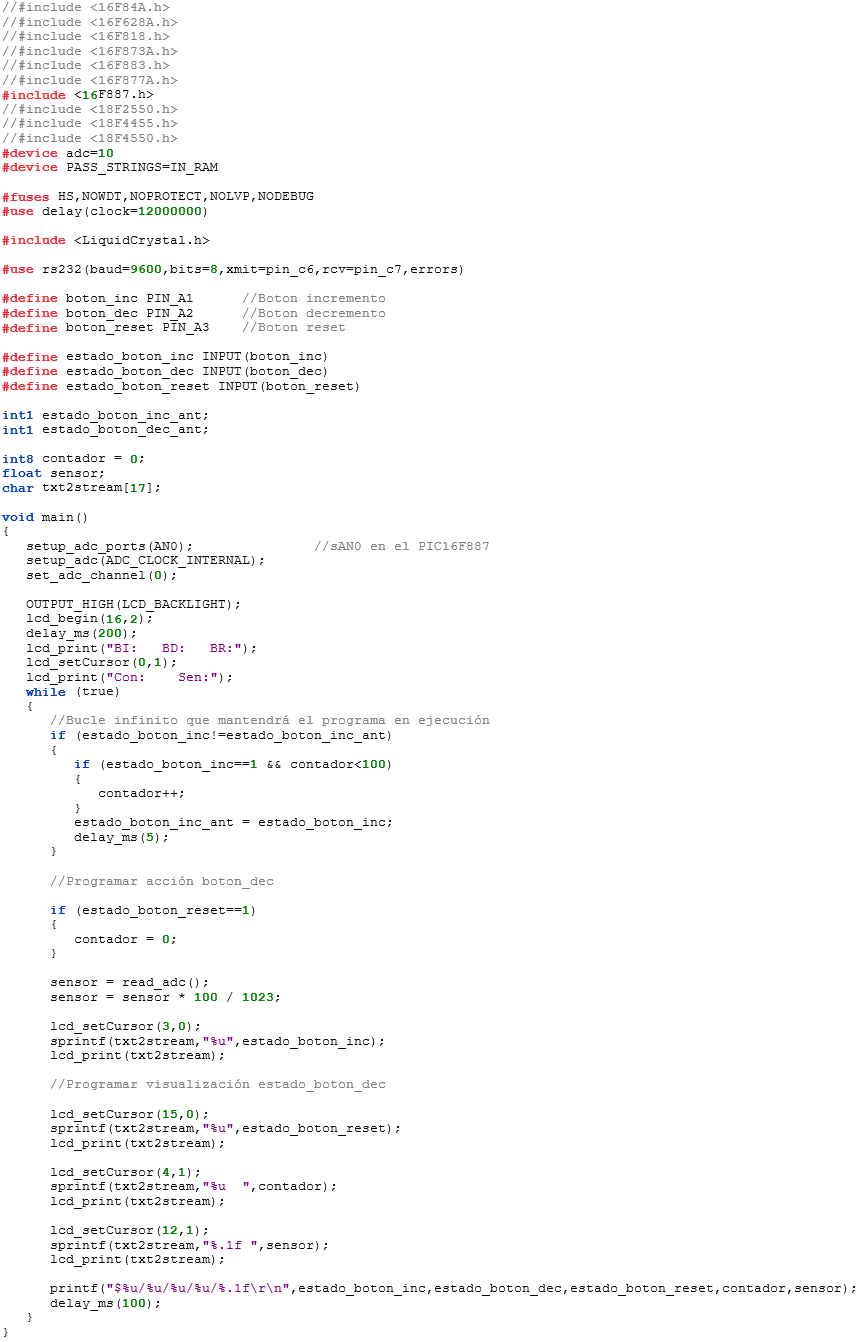 //#include <16F84A.h>
//#include <16F628A.h>
//#include <16F818.h>
//#include <16F873A.h>
//#include <16F883.h>
//#include <16F877A.h>
#include <16F887.h>
//#include <18F2550.h>
//#include <18F4455.h>
//#include <18F4550.h>
#device adc=10
#device PASS_STRINGS=IN_RAM

#fuses HS,NOWDT,NOPROTECT,NOLVP,NODEBUG
#use delay(clock=12000000)

#include <LiquidCrystal.h>

#use rs232(baud=9600,bits=8,xmit=pin_c6,rcv=pin_c7,errors)

#define boton_inc PIN_A1      //Boton incremento
#define boton_dec PIN_A2      //Boton decremento
#define boton_reset PIN_A3    //Boton reset

#define estado_boton_inc INPUT(boton_inc)
#define estado_boton_dec INPUT(boton_dec)
#define estado_boton_reset INPUT(boton_reset)

int1 estado_boton_inc_ant;
int1 estado_boton_dec_ant;

int8 contador = 0;
float sensor;
char txt2stream[17];

void main()
{
   setup_adc_ports(AN0);               //sAN0 en el PIC16F887
   setup_adc(ADC_CLOCK_INTERNAL);
   set_adc_channel(0);

   OUTPUT_HIGH(LCD_BACKLIGHT);
   lcd_begin(16,2);
   delay_ms(200);
   lcd_print("BI:   BD:   BR:");
   lcd_setCursor(0,1);
   lcd_print("Con:    Sen:");
   while (true)
   {
      //Bucle infinito que mantendrá el programa en ejecución
      if (estado_boton_inc!=estado_boton_inc_ant)
      {
         if (estado_boton_inc==1 && contador<100)
         {
            contador++;
         }
         estado_boton_inc_ant = estado_boton_inc;
         delay_ms(5);
      }

      //Programar acción boton_dec

      if (estado_boton_reset==1)
      {
         contador = 0;
      }

      sensor = read_adc();
      sensor = sensor * 100 / 1023;

      lcd_setCursor(3,0);
      sprintf(txt2stream,"%u",estado_boton_inc);
      lcd_print(txt2stream);

      //Programar visualización estado_boton_dec

      lcd_setCursor(15,0);
      sprintf(txt2stream,"%u",estado_boton_reset);
      lcd_print(txt2stream);

      lcd_setCursor(4,1);
      sprintf(txt2stream,"%u  ",contador);
      lcd_print(txt2stream);

      lcd_setCursor(12,1);
      sprintf(txt2stream,"%.1f ",sensor);
      lcd_print(txt2stream);

      printf("$%u/%u/%u/%u/%.1f\r\n",estado_boton_inc,estado_boton_dec,estado_boton_reset,contador,sensor);
      delay_ms(100);
   }
}